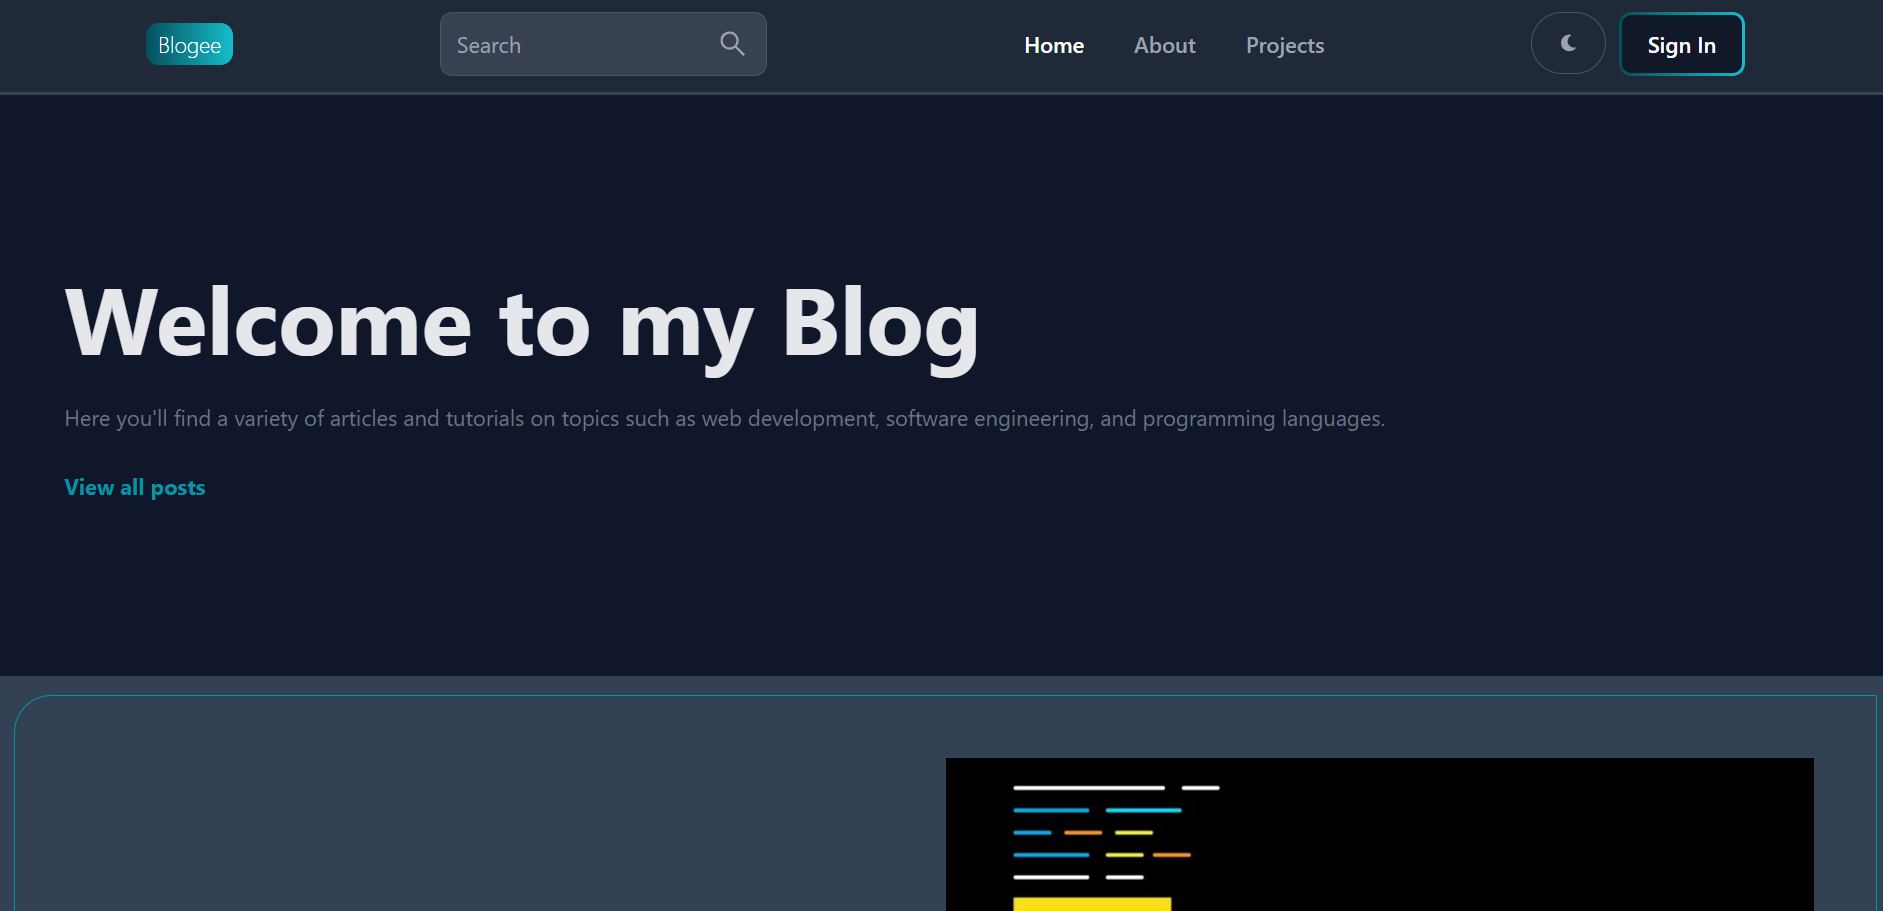 Blogee
Search
Home
About
Projects
Sign In
Welcome to my Blog
Here you'll find a variety of articles and tutorials on topics such as web development, software engineering, and programming languages.
View all posts